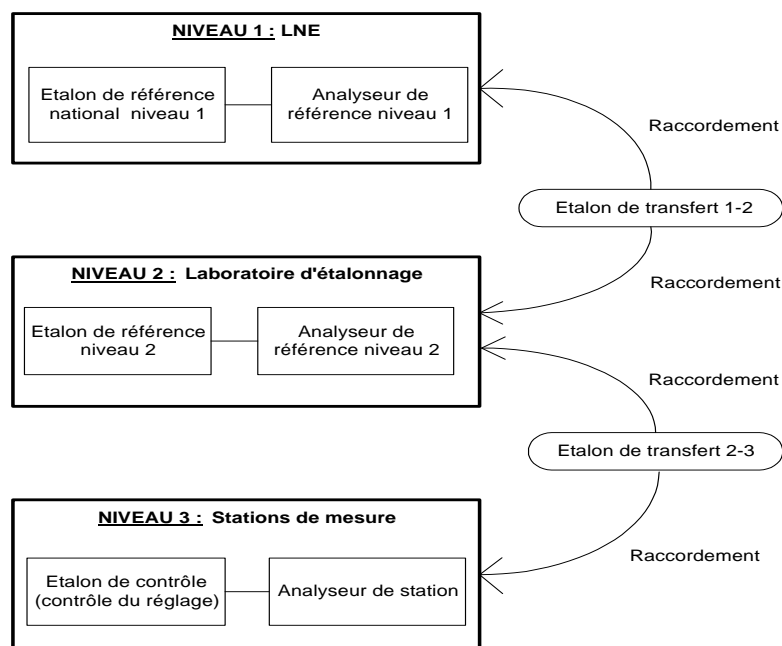 NIVEAU 1 : LNE
Etalon de référence
national niveau 1
Analyseur de
référence niveau 1
Raccordement
Etalon de transfert 1-2
Raccordement
NIVEAU 2 : Laboratoire d'étalonnage
Etalon de référence
niveau 2
Analyseur de
référence niveau 2
Raccordement
Etalon de transfert 2-3
Raccordement
NIVEAU 3 : Stations de mesure
Etalon de contrôle
(contrôle du réglage)
Analyseur de station